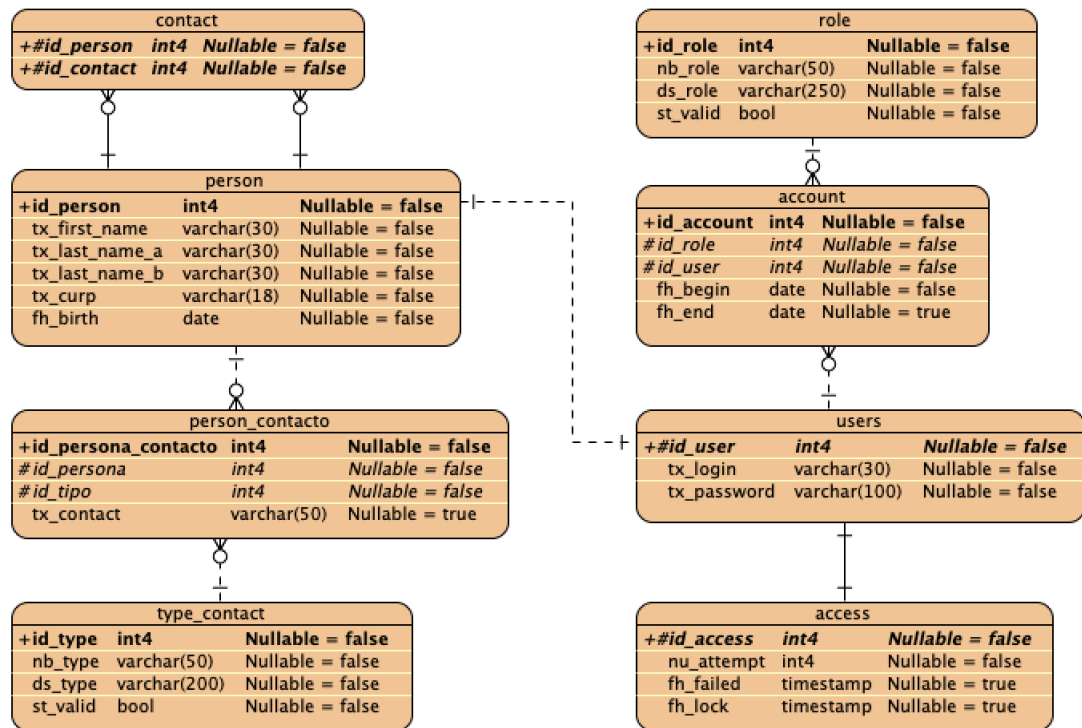 contact
+#id_person int4 Nullable = false
+#id_contact int4 Nullable = false
person
+id_person int4 Nullable = false
tx_first_name varchar(30) Nullable = false
tx_last_name_a varchar(30) Nullable = false
tx_last_name_b varchar(30) Nullable = false
tx_curp varchar(18) Nullable = false
fh_birth date Nullable = false
person_contacto
+id_persona_contacto int4 Nullable = false
#id_persona int4 Nullable = false
#id_tipo int4 Nullable = false
tx_contact varchar(50) Nullable = true
type_contact
+id_type int4 Nullable = false
nb_type varchar(50) Nullable = false
ds_type varchar(200) Nullable = false
st_valid bool Nullable = false
role
+id_role int4 Nullable = false
nb_role varchar(50) Nullable = false
ds_role varchar(250) Nullable = false
st_valid bool Nullable = false
account
+id_account int4 Nullable = false
#id_role int4 Nullable = false
#id_user int4 Nullable = false
fh_begin date Nullable = false
fh_end date Nullable = true
users
+#id_user int4 Nullable = false
tx_login varchar(30) Nullable = false
tx_password varchar(100) Nullable = false
access
+#id_access int4 Nullable = false
nu_attempt int4 Nullable = false
fh_failed timestamp Nullable = true
fh_lock timestamp Nullable = true